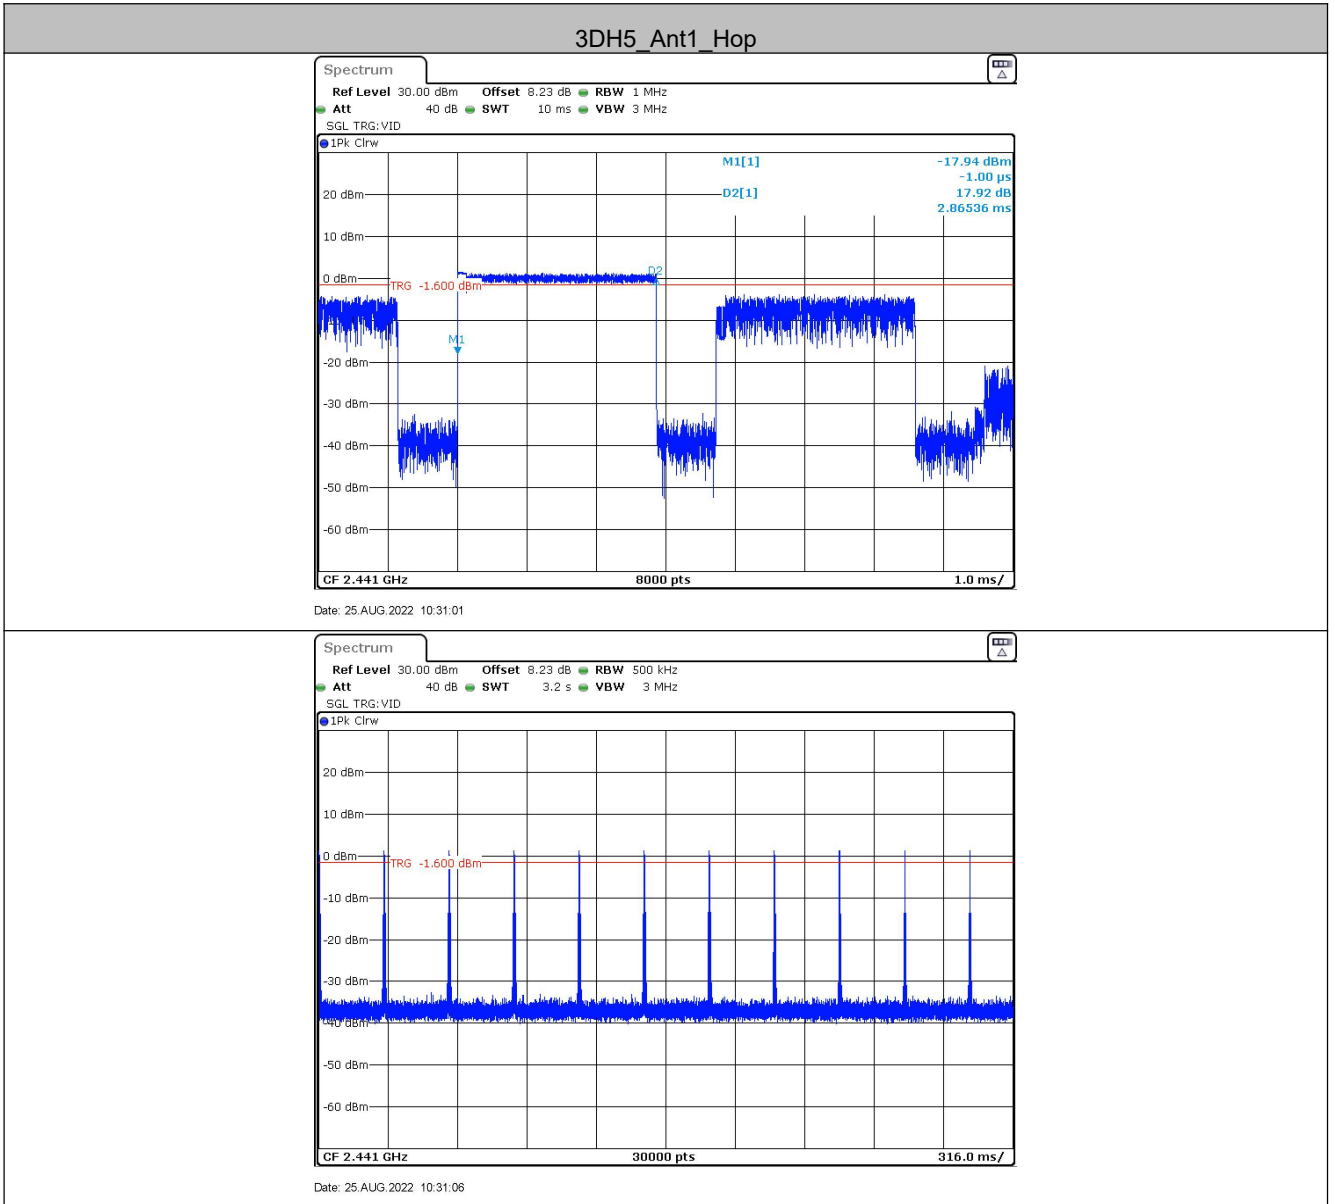 3DH5_Ant1_Hop
Spectrum
Ref Level 30.00 dBm Offset 8.23 dB RBW 1 MHz
Att 40 dB SWT 10 ms VBW 3 MHz
SGL TRG:VID
1Pk Clrw
M1[1] -17.94 dBm
-1.00 µs
20 dBm D2[1] 17.92 dB
2.86536 ms
10 dBm
D2
0 dBm
TRG -1.600 dBm
M1
-20 dBm
-30 dBm
-40 dBm
-50 dBm
-60 dBm
CF 2.441 GHz 8000 pts 1.0 ms/
Date: 25.AUG.2022 10:31:01
Spectrum
Ref Level 30.00 dBm Offset 8.23 dB RBW 500 kHz
Att 40 dB SWT 3.2 s VBW 3 MHz
SGL TRG:VID
1Pk Clrw
20 dBm
10 dBm
0 dBm
TRG -1.600 dBm
-10 dBm
-20 dBm
-30 dBm
-40 dBm
-50 dBm
-60 dBm
CF 2.441 GHz 30000 pts 316.0 ms/
Date: 25.AUG.2022 10:31:06